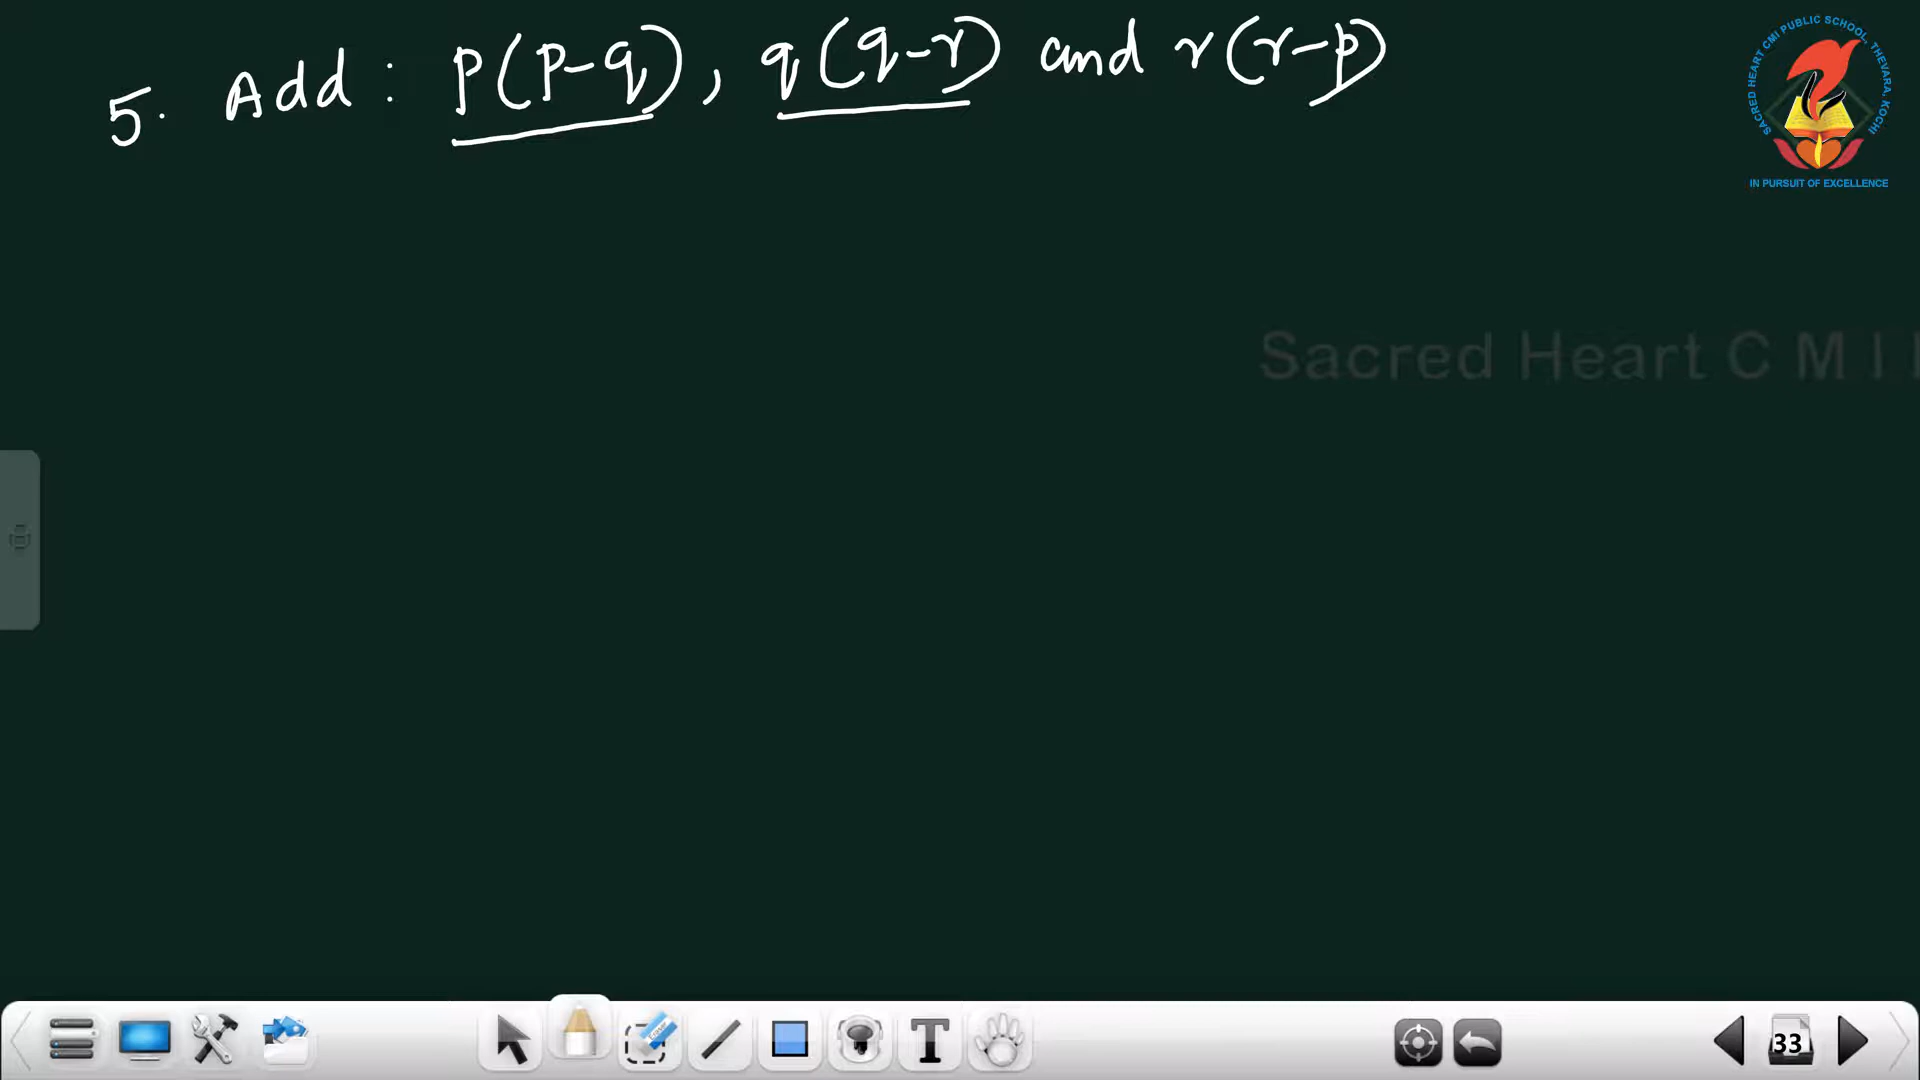 5. Add : p(p-q), q(q-r) and r(r-p)
SACRED HEART CMI PUBLIC SCHOOL, THEVARA, KOCHI
IN PURSUIT OF EXCELLENCE
Sacred Heart C M I
33
T